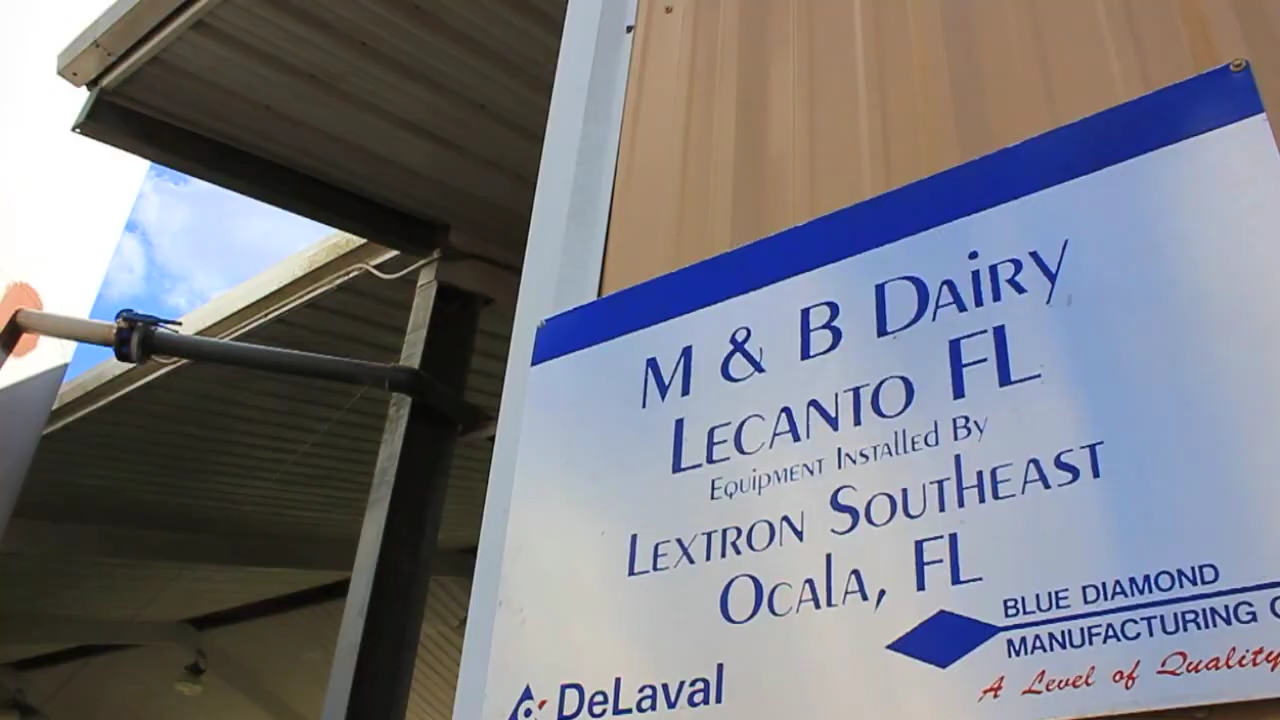 M & B Dairy
Lecanto FL
Equipment Installed By
Lextron Southeast
Ocala, FL
BLUE DIAMOND
MANUFACTURING
A Level of Quality
DeLaval